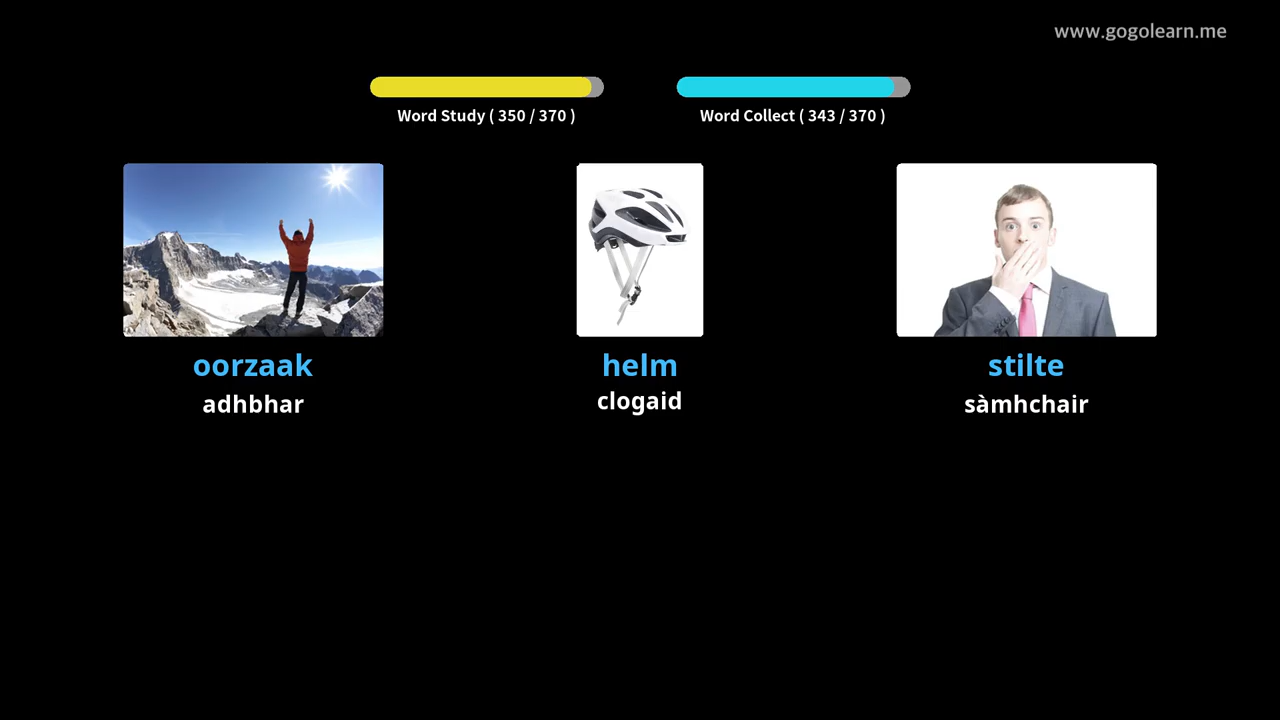 www.gogolearn.me
Word Study ( 350 / 370 )
Word Collect ( 343 / 370 )
oorzaak
adhbhar
helm
clogaid
stilte
sàmhchair